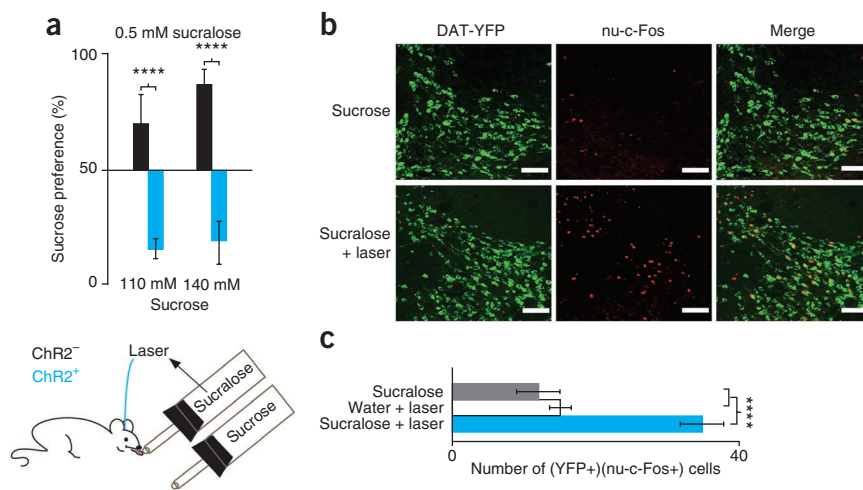 a
0.5 mM sucralose
****
****
100
50
0
Sucrose preference (%)
110 mM 140 mM
Sucrose
ChR2⁻
ChR2⁺
Laser
Sucralose
Sucrose
b
DAT-YFP nu-c-Fos Merge
Sucrose
Sucralose
+ laser
c
Sucralose
Water + laser
Sucralose + laser
****
0 40
Number of (YFP+)(nu-c-Fos+) cells